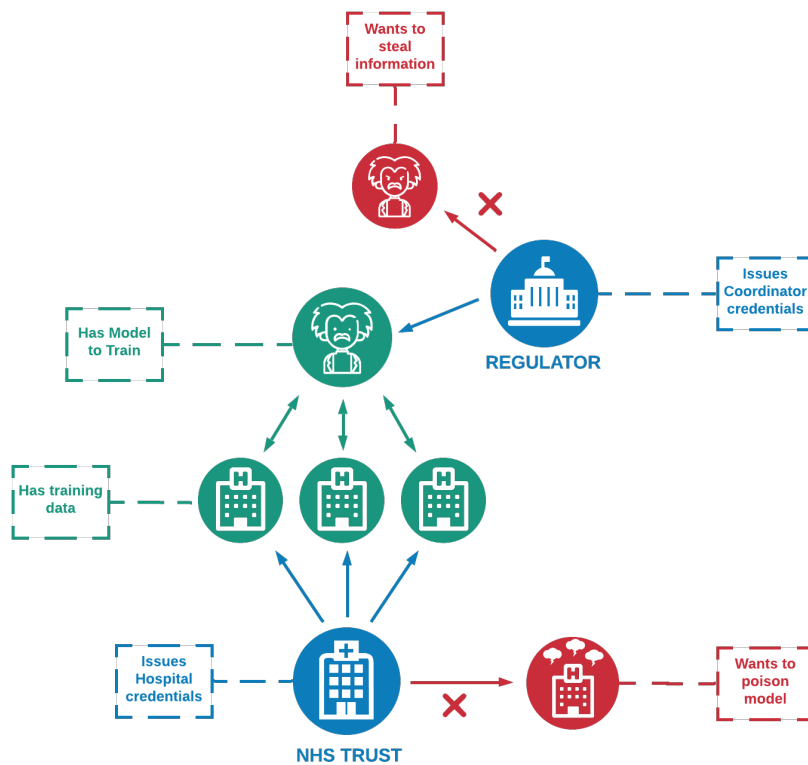 Wants to
steal
information
Issues
Coordinator
credentials
REGULATOR
Has Model
to Train
H
H
H
Has training
data
Issues
Hospital
credentials
NHS TRUST
H
Wants to
poison
model